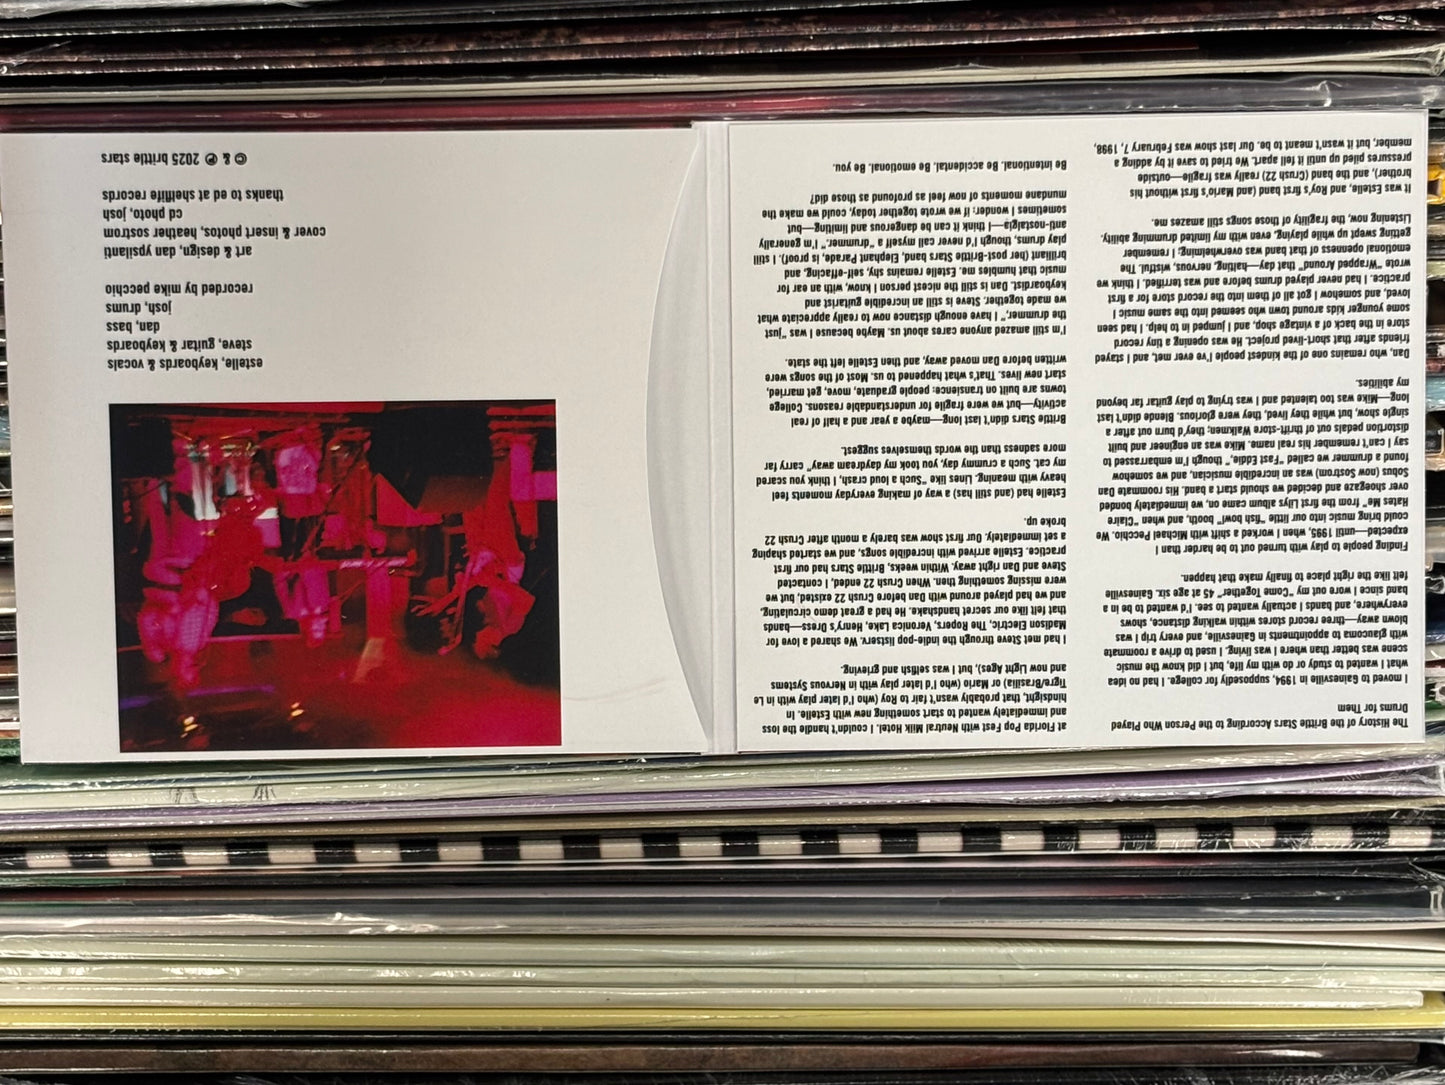 The History of the Brittle Stars According to the Person Who Played
Drums for Them
I moved to Gainesville in 1994, supposedly for college. I had no idea
what I wanted to study or do with my life, but I did know the music
scene was better than where I was living. I used to drive a roommate
with glaucoma to appointments in Gainesville, and every trip I was
blown away—three record stores within walking distance, shows
everywhere, and bands I actually wanted to see. I'd wanted to be in a
band since I wore out my "Come Together" 45 at age six. Gainesville
felt like the right place to finally make that happen.
Finding people to play with turned out to be harder than I
expected—until 1995, when I worked a shift with Michael Pecchio. We
could bring music into our little "fish bowl" booth, and when "Claire
Hates Me" from the first Lilys album came on, we immediately bonded
over shoegaze and decided we should start a band. His roommate Dan
Sobus (now Sostrom) was an incredible musician, and we somehow
found a drummer we called "Fast Eddie," though I'm embarrassed to
say I can't remember his real name. Mike was an engineer and built
distortion pedals out of thrift-store Walkmen; they'd burn out after a
single show, but while they lived, they were glorious. Blende didn't last
long—Mike was too talented and I was trying to play guitar far beyond
my abilities.
Dan, who remains one of the kindest people I've ever met, and I stayed
friends after that short-lived project. He was opening a tiny record
store in the back of a vintage shop, and I jumped in to help. I had seen
some younger kids around town who seemed into the same music I
loved, and somehow I got all of them into the record store for a first
practice. I had never played drums before and was terrified. I think we
wrote "Wrapped Around" that day—halting, nervous, wistful. The
emotional openness of that band was overwhelming; I remember
getting swept up while playing, even with my limited drumming ability.
Listening now, the fragility of those songs still amazes me.
It was Estelle, and Roy's first band (and Mario's first without his
brother), and the band (Crush 22) really was fragile—outside
pressures piled up until it fell apart. We tried to save it by adding a
member, but it wasn't meant to be. Our last show was February 7, 1998,
at Florida Pop Fest with Neutral Milk Hotel. I couldn't handle the loss
and immediately wanted to start something new with Estelle. In
hindsight, that probably wasn't fair to Roy (who I'd later play with in Le
Tigre/Brasilia) or Mario (who I'd later play with in Nervous Systems
and now Light Ages), but I was selfish and grieving.
I had met Steve through the indie-pop listserv. We shared a love for
Madison Electric, The Rogers, Veronica Lake, Henry's Dress—bands
that felt like our secret handshake. He had a great demo circulating,
and we had played around with Dan before Crush 22 existed, but we
were missing something then. When Crush 22 ended, I contacted
Steve and Dan right away. Within weeks, Brittle Stars had our first
practice. Estelle arrived with incredible songs, and we started shaping
a set immediately. Our first show was barely a month after Crush 22
broke up.
Estelle had (and still has) a way of making everyday moments feel
heavy with meaning. Lines like "Such a loud crash, I think you scared
my cat. Such a crummy day, you took my daydream away" carry far
more sadness than the words themselves suggest.
Brittle Stars didn't last long—maybe a year and a half of real
activity—but we were fragile for understandable reasons. College
towns are built on transience: people graduate, move, get married,
start new lives. That's what happened to us. Most of the songs were
written before Dan moved away, and then Estelle left the state.
I'm still amazed anyone cares about us. Maybe because I was "just
the drummer," I have enough distance now to really appreciate what
we made together. Steve is still an incredible guitarist and
keyboardist. Dan is still the nicest person I know, with an ear for
music that humbles me. Estelle remains shy, self-effacing, and
brilliant (her post-Brittle Stars band, Elephant Parade, is proof). I still
play drums, though I'd never call myself a "drummer." I'm generally
anti-nostalgia—I think it can be dangerous and limiting—but
sometimes I wonder: if we wrote together today, could we make the
mundane moments of now feel as profound as those did?
Be intentional. Be accidental. Be emotional. Be you.
estelle, keyboards & vocals
steve, guitar & keyboards
dan, bass
josh, drums
recorded by mike pecchio
art & design, dan ypsilanti
cover & insert photos, heather sostrom
cd photo, josh
thanks to ed at shelflife records
© & ℗ 2025 brittle stars